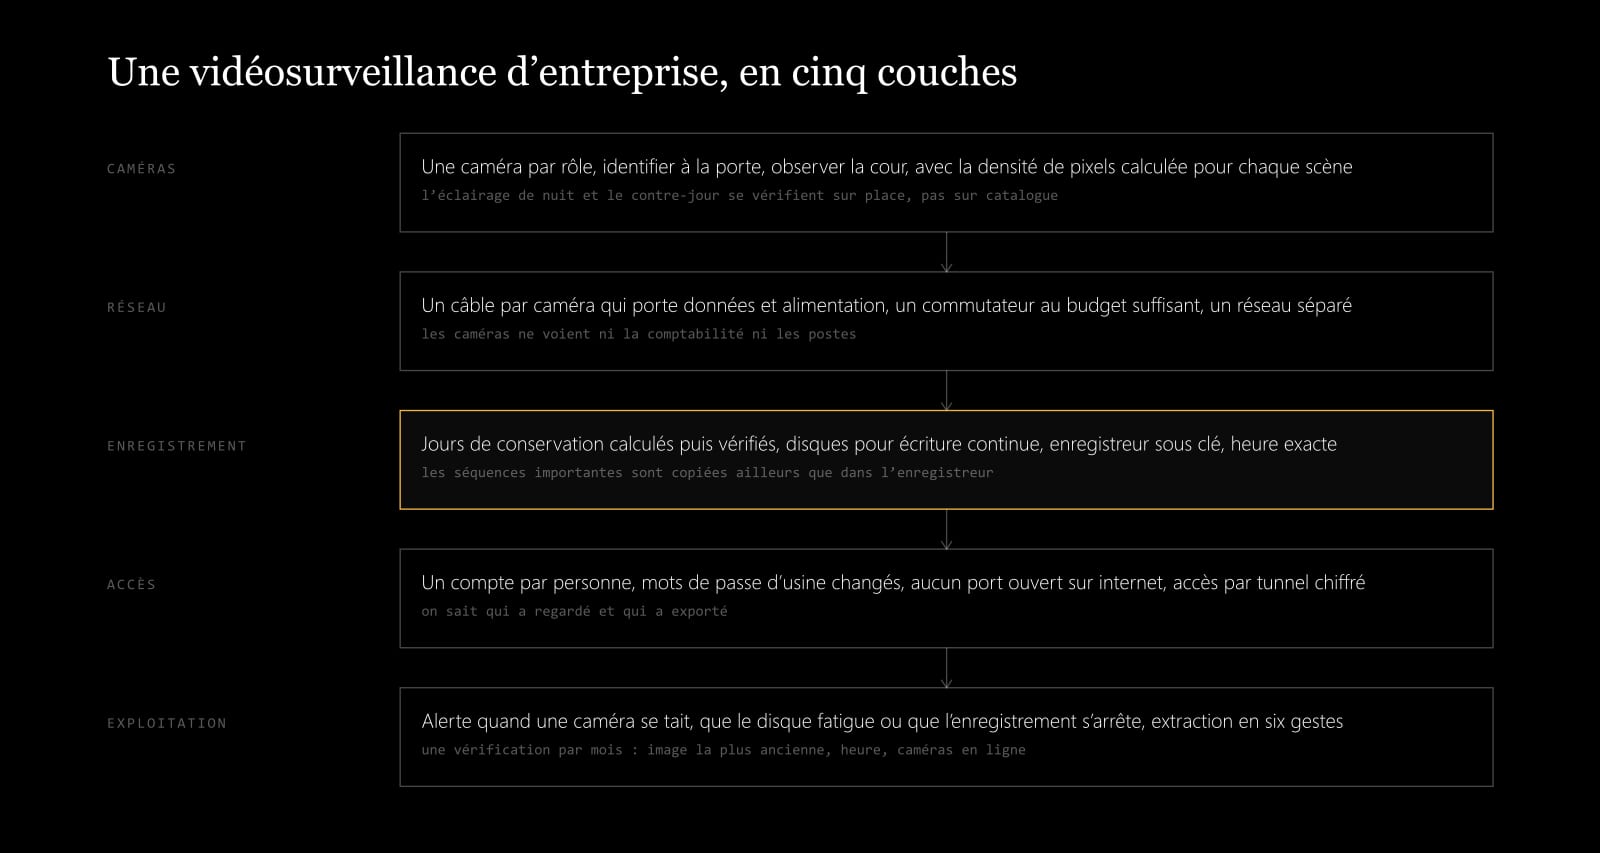 Une vidéosurveillance d’entreprise, en cinq couches
CAMÉRAS
Une caméra par rôle, identifier à la porte, observer la cour, avec la densité de pixels calculée pour chaque scène
l’éclairage de nuit et le contre-jour se vérifient sur place, pas sur catalogue
RÉSEAU
Un câble par caméra qui porte données et alimentation, un commutateur au budget suffisant, un réseau séparé
les caméras ne voient ni la comptabilité ni les postes
ENREGISTREMENT
Jours de conservation calculés puis vérifiés, disques pour écriture continue, enregistreur sous clé, heure exacte
les séquences importantes sont copiées ailleurs que dans l’enregistreur
ACCÈS
Un compte par personne, mots de passe d’usine changés, aucun port ouvert sur internet, accès par tunnel chiffré
on sait qui a regardé et qui a exporté
EXPLOITATION
Alerte quand une caméra se tait, que le disque fatigue ou que l’enregistrement s’arrête, extraction en six gestes
une vérification par mois : image la plus ancienne, heure, caméras en ligne